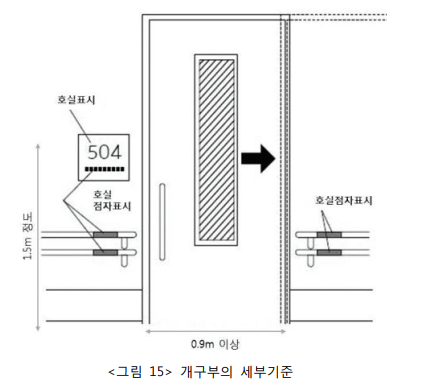 호실표시
504
호실
점자표시
호실점자표시
1.5m 정도
0.9m 이상
<그림 15> 개구부의 세부기준